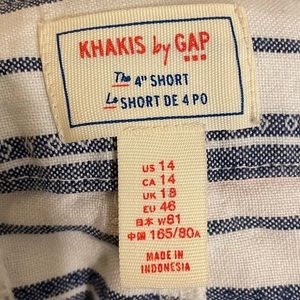 KHAKIS by GAP
The 4" SHORT
Le SHORT DE 4 PO
US 14
CA 14
UK 18
EU 46
日本 W81
中国 165/80A
MADE IN
INDONESIA